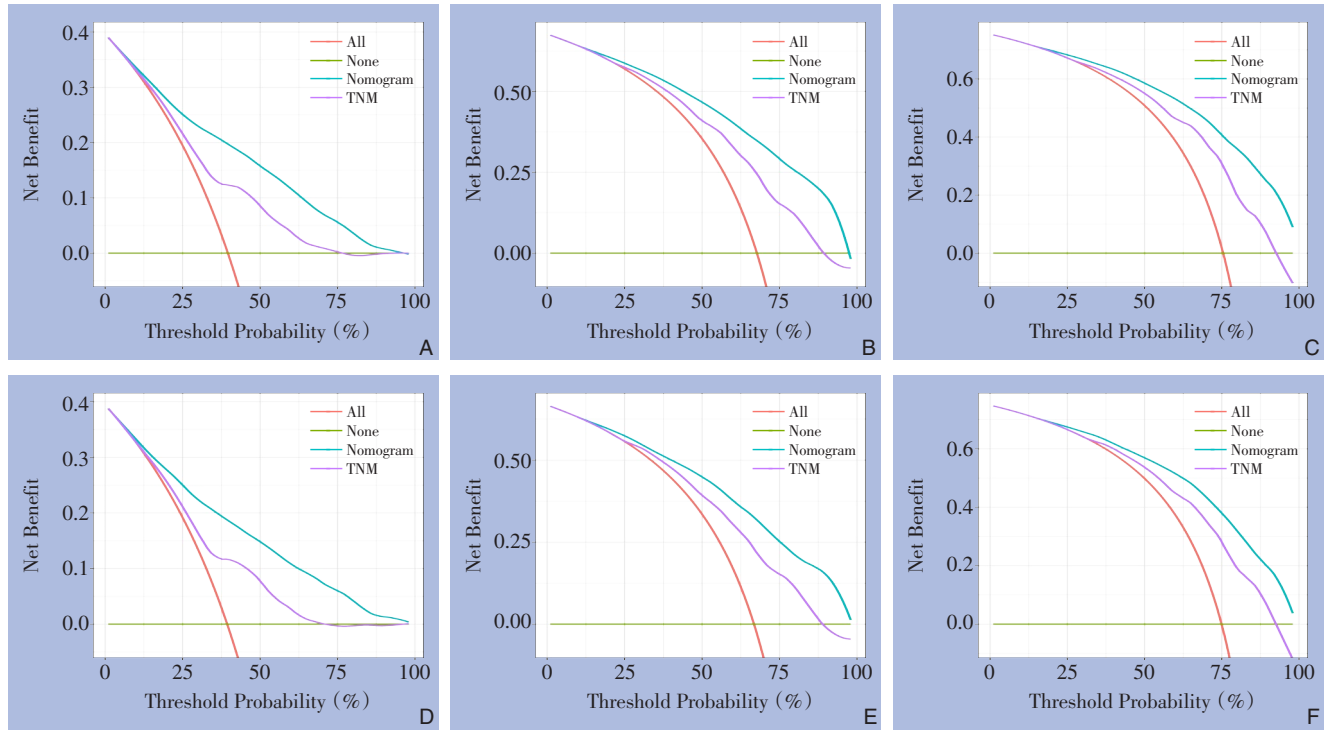 0.4
0.3
0.2
0.1
0.0
Net Benefit
All
None
Nomogram
TNM
0 25 50 75 100
Threshold Probability (%)
A
0.50
0.25
0.00
Net Benefit
All
None
Nomogram
TNM
0 25 50 75 100
Threshold Probability (%)
B
0.6
0.4
0.2
0.0
Net Benefit
All
None
Nomogram
TNM
0 25 50 75 100
Threshold Probability (%)
C
0.4
0.3
0.2
0.1
0.0
Net Benefit
All
None
Nomogram
TNM
0 25 50 75 100
Threshold Probability (%)
D
0.50
0.25
0.00
Net Benefit
All
None
Nomogram
TNM
0 25 50 75 100
Threshold Probability (%)
E
0.6
0.4
0.2
0.0
Net Benefit
All
None
Nomogram
TNM
0 25 50 75 100
Threshold Probability (%)
F